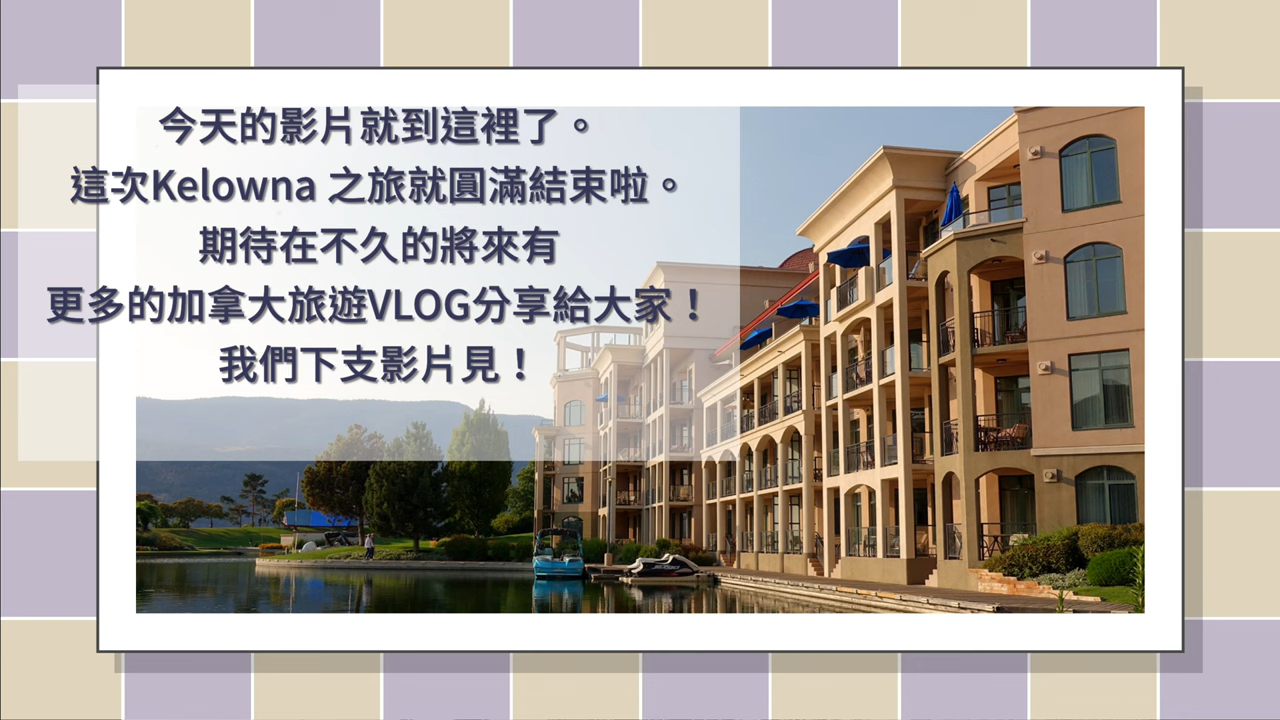 今天的影片就到這裡了。
這次Kelowna 之旅就圓滿結束啦。
期待在不久的將來有
更多的加拿大旅遊VLOG分享給大家！
我們下支影片見！